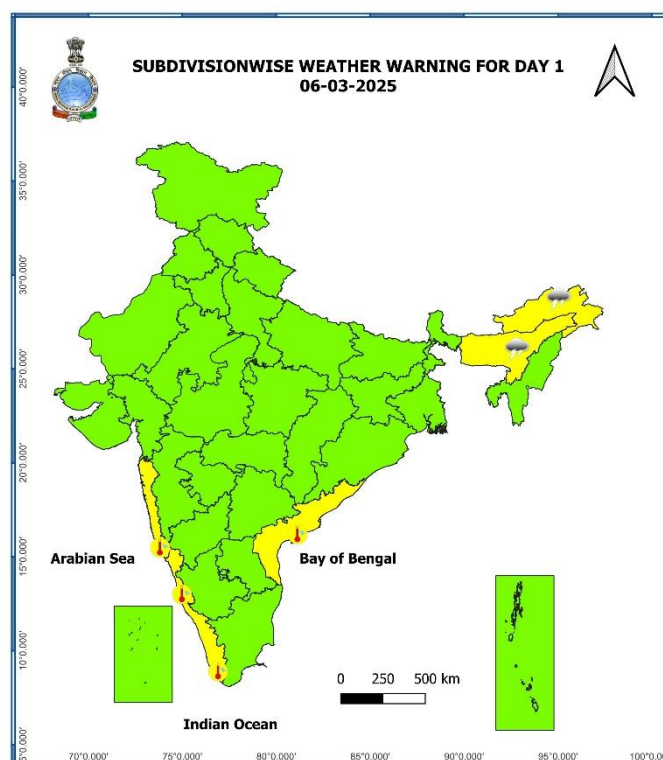 SUBDIVISIONWISE WEATHER WARNING FOR DAY 1
06-03-2025
40°0.000'
35°0.000'
30°0.000'
25°0.000'
20°0.000'
Arabian Sea
Bay of Bengal
15°0.000'
10°0.000'
0 250 500 km
Indian Ocean
5°0.000'
70°0.000' 75°0.000' 80°0.000' 85°0.000' 90°0.000' 95°0.000'